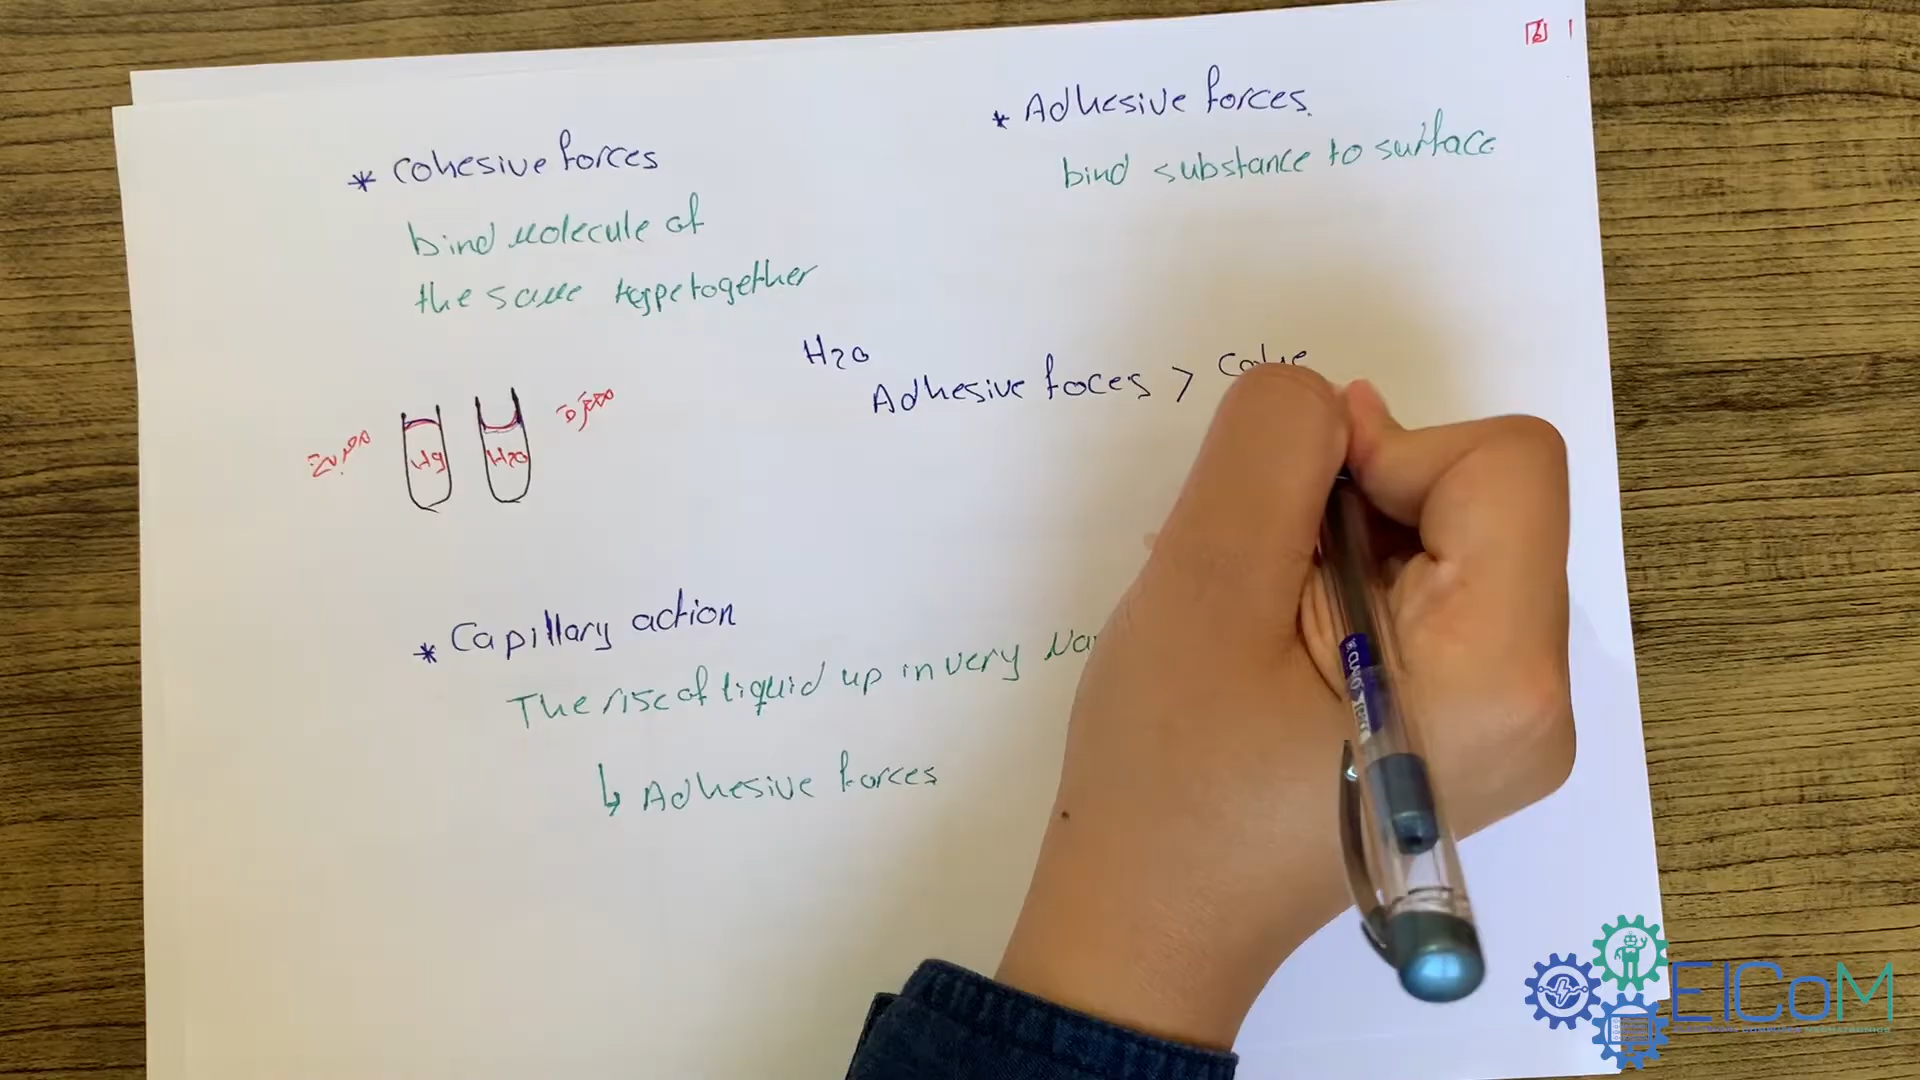 * Cohesive forces
bind molecule of
the same type together
* Adhesive forces.
bind substance to surface
H2O
Adhesive foces > Cohe
Hg
H2O
* Capillary action
The rise of liquid up in very Na
↳ Adhesive forces
EICoM